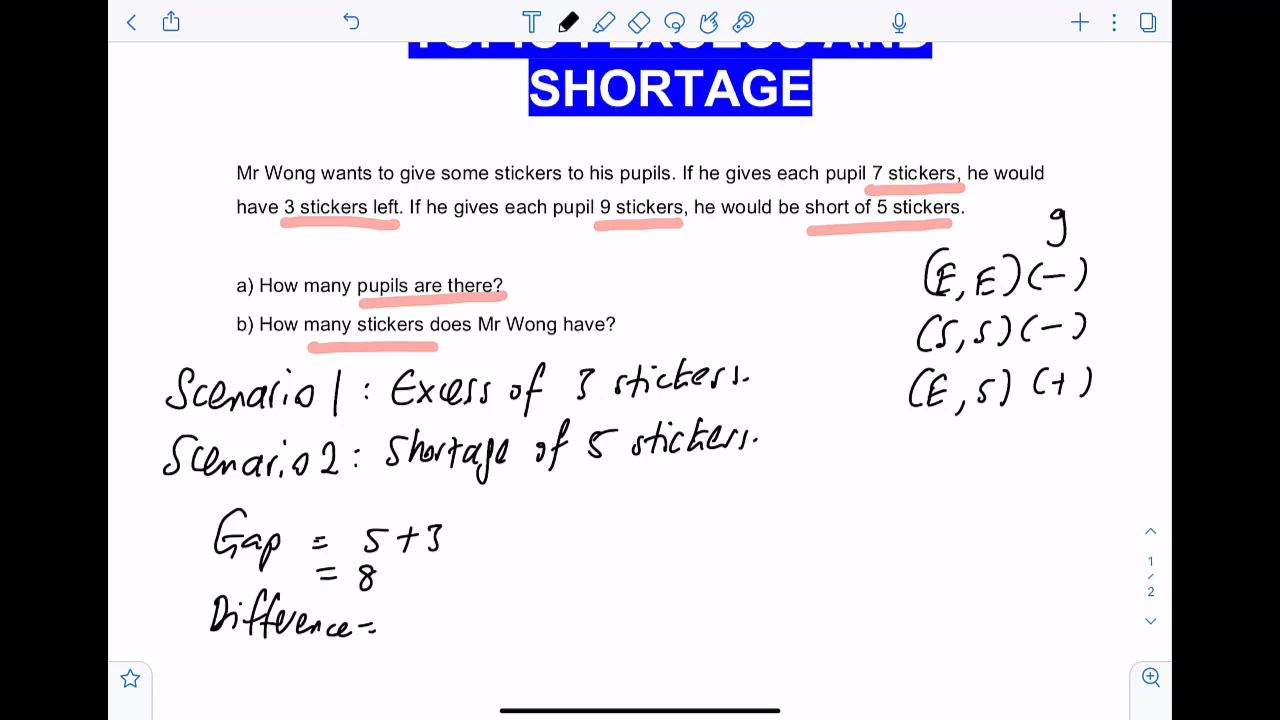 SHORTAGE
Mr Wong wants to give some stickers to his pupils. If he gives each pupil 7 stickers, he would
have 3 stickers left. If he gives each pupil 9 stickers, he would be short of 5 stickers.
a) How many pupils are there?
b) How many stickers does Mr Wong have?
g
(E, E) (-)
(S, S) (-)
(E, S) (+)
Scenario 1 : Excess of 3 stickers.
Scenario 2 : Shortage of 5 stickers.
Gap = 5 + 3
= 8
Difference =
1
/
2